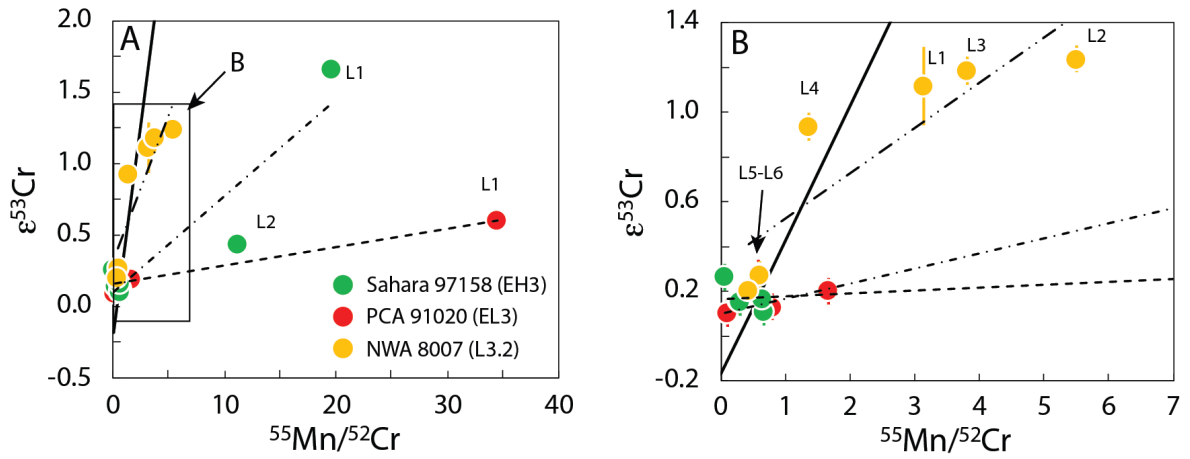 A
2.0
1.5
1.0
0.5
0.0
-0.5
ε⁵³Cr
B
L1
L1
L2
Sahara 97158 (EH3)
PCA 91020 (EL3)
NWA 8007 (L3.2)
0 10 20 30 40
⁵⁵Mn/⁵²Cr
B
1.4
1.0
0.6
0.2
-0.2
ε⁵³Cr
L1
L3
L2
L4
L5-L6
0 1 2 3 4 5 6 7
⁵⁵Mn/⁵²Cr